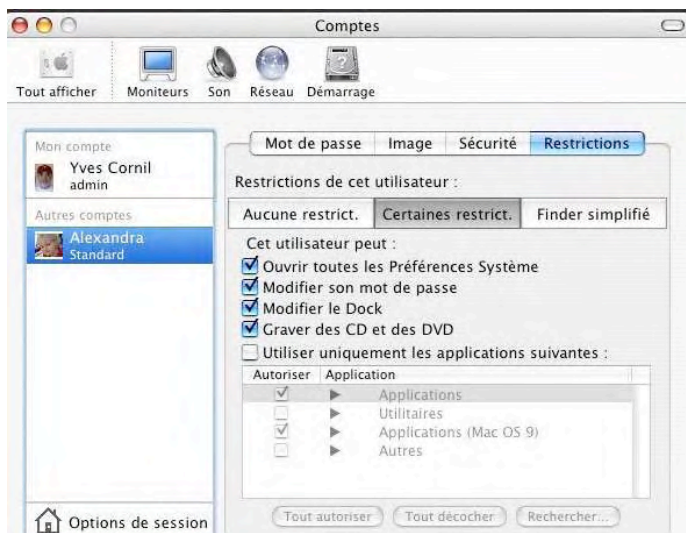 Comptes
Tout afficher Moniteurs Son Réseau Démarrage
Mon compte
Yves Cornil
admin
Autres comptes
Alexandra
Standard
Options de session
Mot de passe Image Sécurité Restrictions
Restrictions de cet utilisateur :
Aucune restrict. Certaines restrict. Finder simplifié
Cet utilisateur peut :
Ouvrir toutes les Préférences Système
Modifier son mot de passe
Modifier le Dock
Graver des CD et des DVD
Utiliser uniquement les applications suivantes :
Autoriser Application
Applications
Utilitaires
Applications (Mac OS 9)
Autres
Tout autoriser Tout décocher Rechercher...